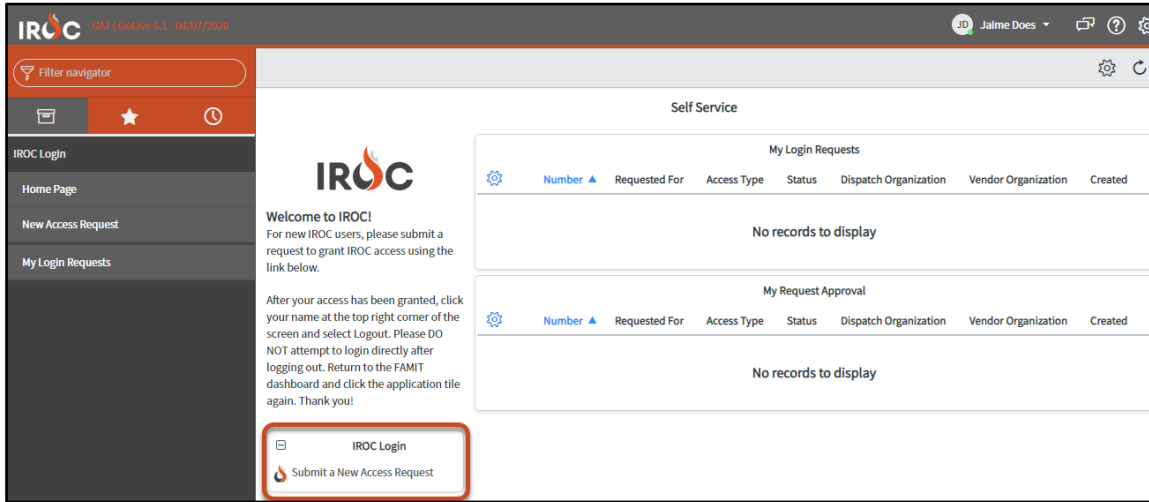 IROC UAT | GoLive 5.1 - 04/07/2020
JD Jaime Does
Filter navigator
IROC Login
Home Page
New Access Request
My Login Requests
Self Service
IROC
Welcome to IROC!
For new IROC users, please submit a
request to grant IROC access using the
link below.
After your access has been granted, click
your name at the top right corner of the
screen and select Logout. Please DO
NOT attempt to login directly after
logging out. Return to the FAMIT
dashboard and click the application tile
again. Thank you!
IROC Login
Submit a New Access Request
My Login Requests
Number ▲ Requested For Access Type Status Dispatch Organization Vendor Organization Created
No records to display
My Request Approval
Number ▲ Requested For Access Type Status Dispatch Organization Vendor Organization Created
No records to display